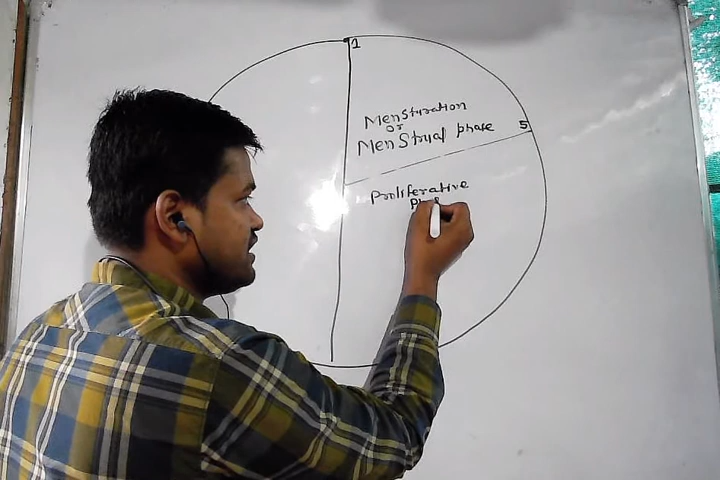 1
Menstruation
or
Menstrual phase
5
Proliferative